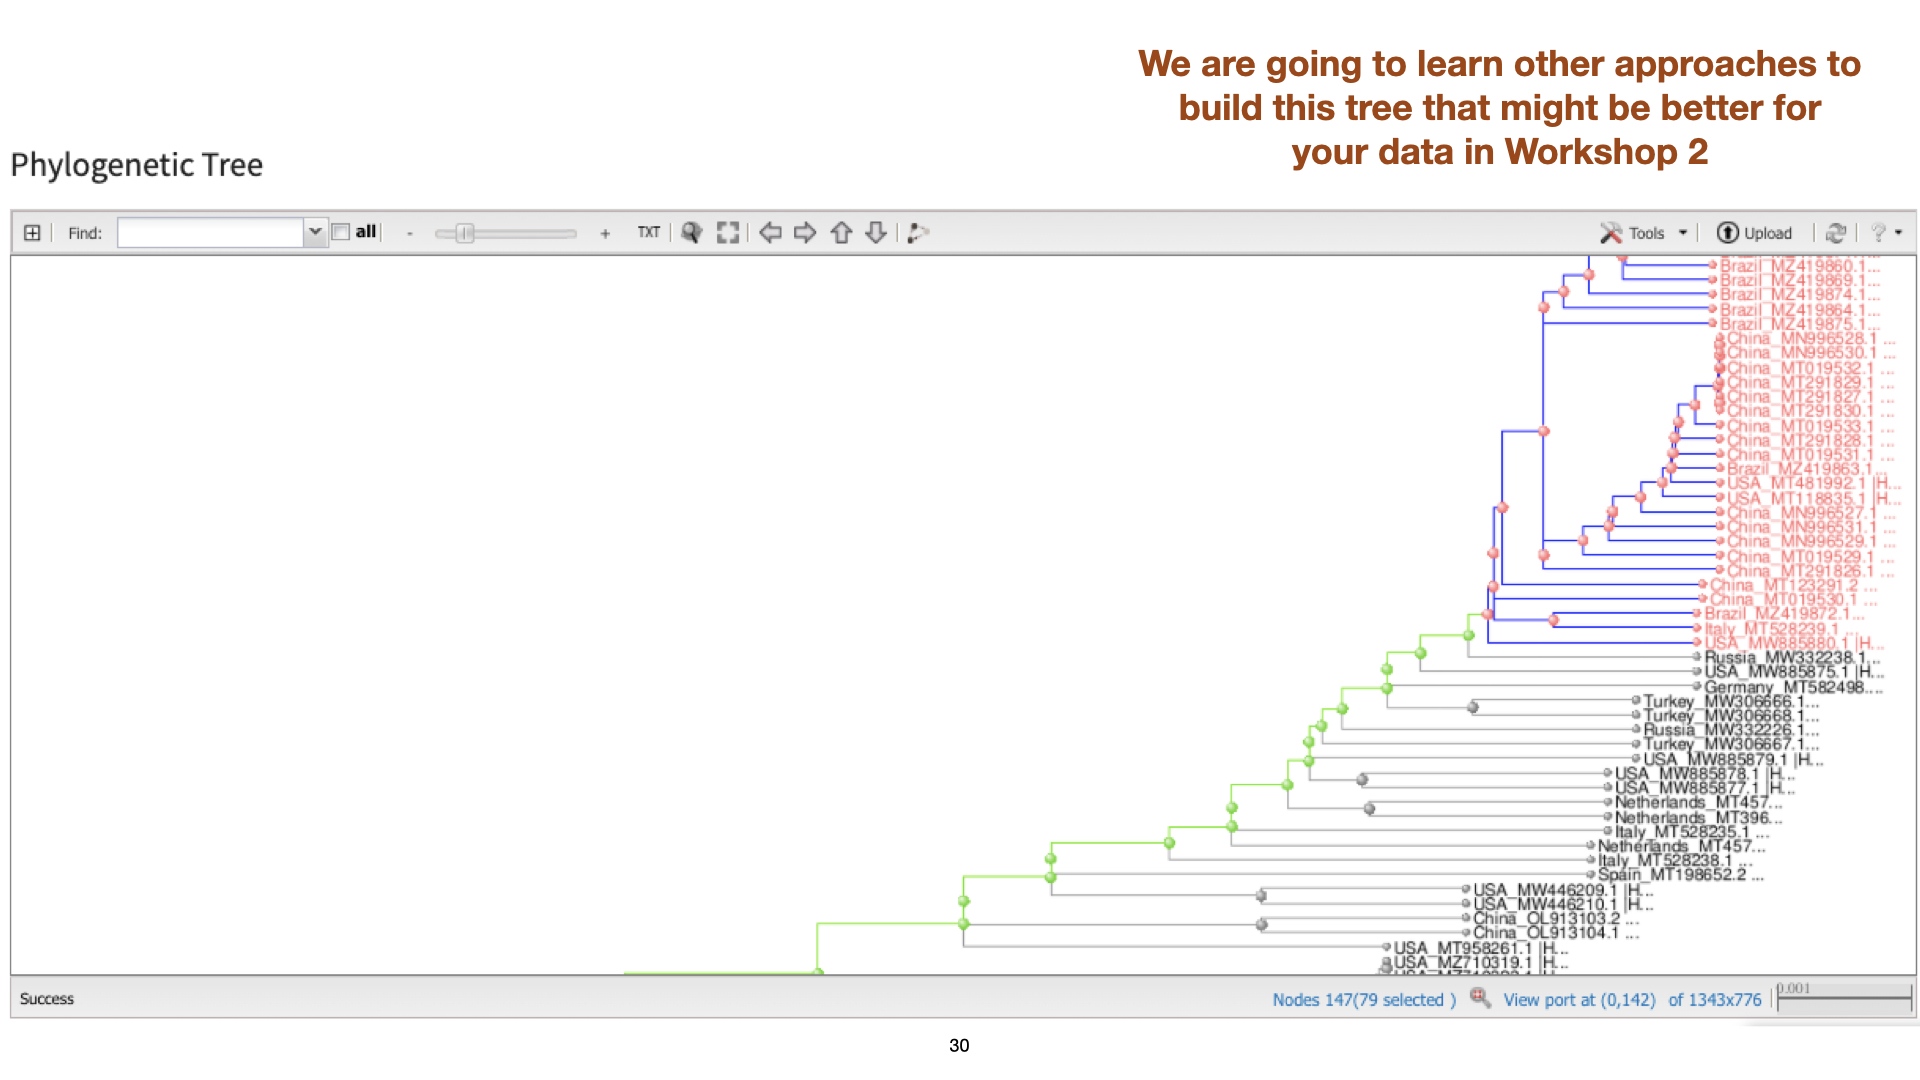 We are going to learn other approaches to
build this tree that might be better for
your data in Workshop 2
Phylogenetic Tree
Find:
all
-
+
TXT
Tools
Upload
?
Brazil_MZ419860.1...
Brazil_MZ419869.1...
Brazil_MZ419874.1...
Brazil_MZ419864.1...
Brazil_MZ419875.1...
China_MN996528.1 ...
China_MN996530.1 ...
China_MT019532.1 ...
China_MT291829.1 ...
China_MT291827.1 ...
China_MT291830.1 ...
China_MT019533.1 ...
China_MT291828.1 ...
China_MT019531.1 ...
Brazil_MZ419863.1...
USA_MT481992.1 |H...
USA_MT118835.1 |H...
China_MN996527.1 ...
China_MN996531.1 ...
China_MN996529.1 ...
China_MT019529.1 ...
China_MT291826.1 ...
China_MT123291.2 ...
China_MT019530.1 ...
Brazil_MZ419872.1...
Italy_MT528239.1 ...
USA_MW885880.1 |H...
Russia_MW332238.1...
USA_MW885875.1 |H...
Germany_MT582498....
Turkey_MW306666.1...
Turkey_MW306668.1...
Russia_MW332226.1...
Turkey_MW306667.1...
USA_MW885879.1 |H...
USA_MW885878.1 |H...
USA_MW885877.1 |H...
Netherlands_MT457...
Netherlands_MT396...
Italy_MT528235.1 ...
Netherlands_MT457...
Italy_MT528238.1 ...
Spain_MT198652.2 ...
USA_MW446209.1 |H...
USA_MW446210.1 |H...
China_OL913103.2 ...
China_OL913104.1 ...
USA_MT958261.1 |H...
USA_MZ710319.1 |H...
Success
Nodes 147(79 selected )
View port at (0,142) of 1343x776
0.001
30